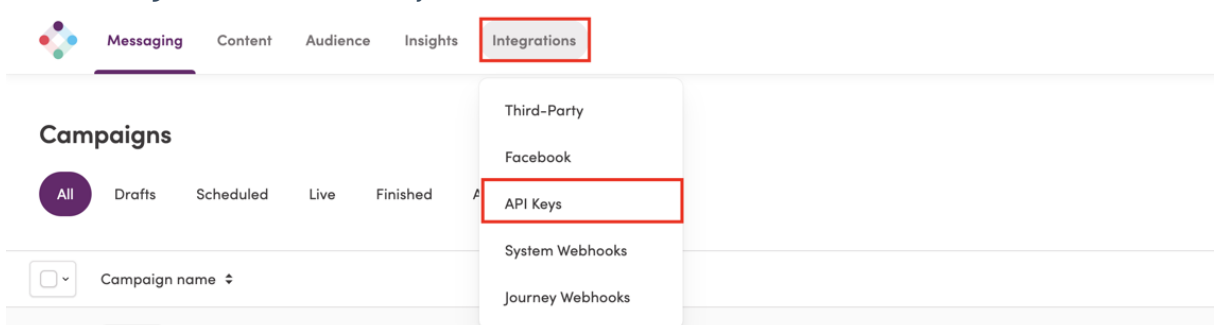 Messaging Content Audience Insights Integrations
Third-Party
Campaigns
Facebook
All Drafts Scheduled Live Finished
API Keys
System Webhooks
Campaign name
Journey Webhooks